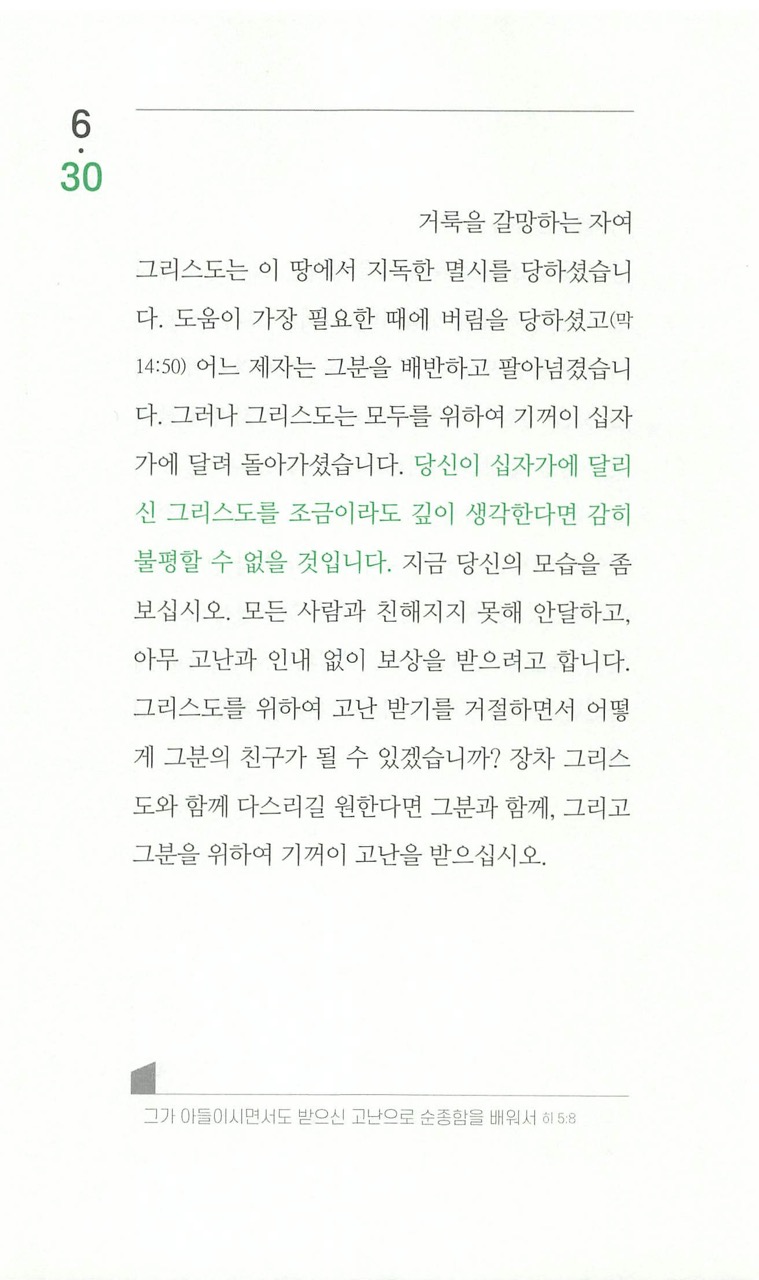 6
·
30
거룩을 갈망하는 자여
그리스도는 이 땅에서 지독한 멸시를 당하셨습니
다. 도움이 가장 필요한 때에 버림을 당하셨고(막
14:50) 어느 제자는 그분을 배반하고 팔아넘겼습니
다. 그러나 그리스도는 모두를 위하여 기꺼이 십자
가에 달려 돌아가셨습니다. 당신이 십자가에 달리
신 그리스도를 조금이라도 깊이 생각한다면 감히
불평할 수 없을 것입니다. 지금 당신의 모습을 좀
보십시오. 모든 사람과 친해지지 못해 안달하고,
아무 고난과 인내 없이 보상을 받으려고 합니다.
그리스도를 위하여 고난 받기를 거절하면서 어떻
게 그분의 친구가 될 수 있겠습니까? 장차 그리스
도와 함께 다스리길 원한다면 그분과 함께, 그리고
그분을 위하여 기꺼이 고난을 받으십시오.
그가 아들이시면서도 받으신 고난으로 순종함을 배워서 히 5:8